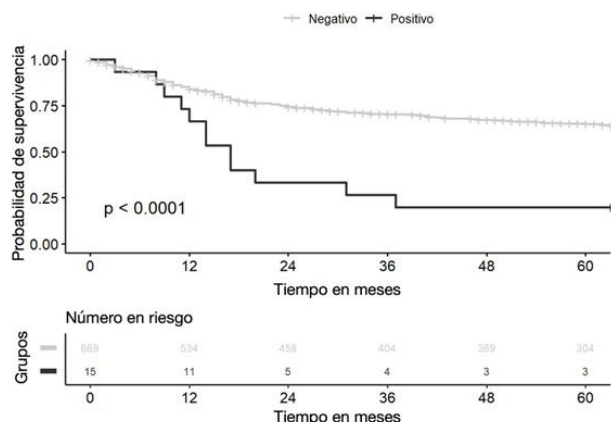 Negativo Positivo
Probabilidad de supervivencia
1.00
0.75
0.50
0.25
0.00
p < 0.0001
0 12 24 36 48 60
Tiempo en meses
Número en riesgo
Grupos
669 534 458 404 369 304
15 11 5 4 3 3
0 12 24 36 48 60
Tiempo en meses